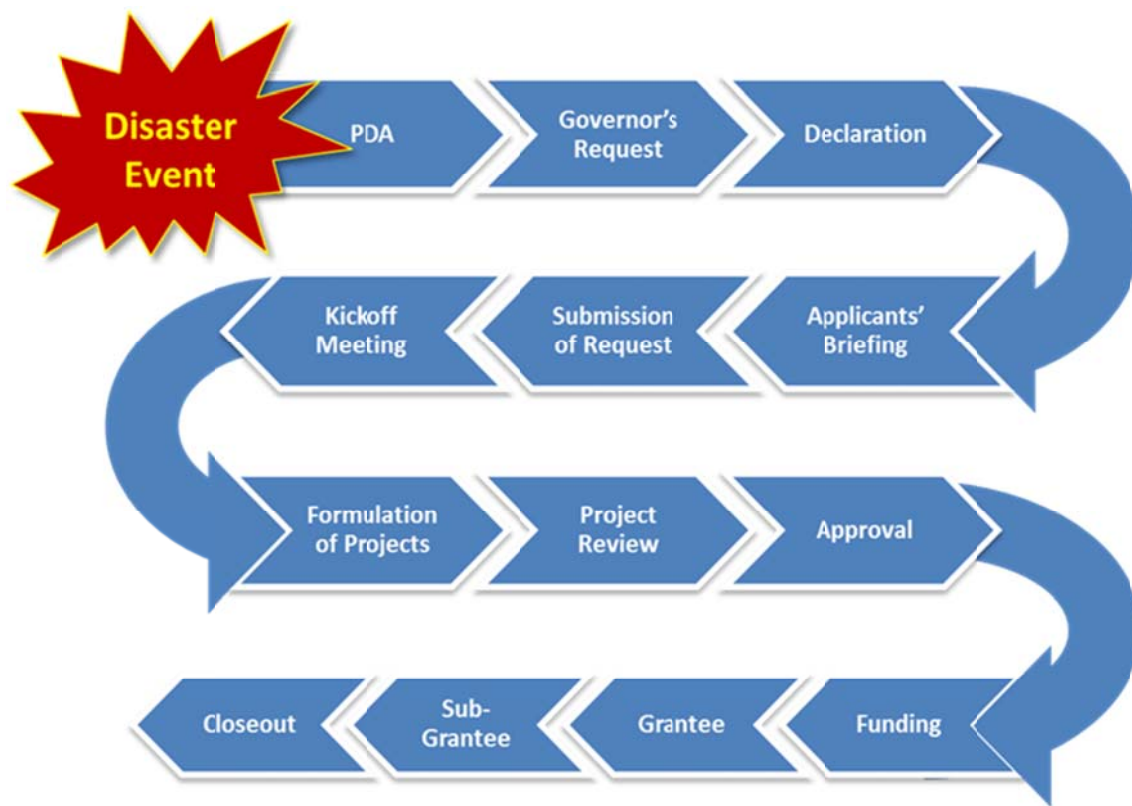 Disaster
Event
PDA
Governor's
Request
Declaration
Applicants'
Briefing
Submission
of Request
Kickoff
Meeting
Formulation
of Projects
Project
Review
Approval
Funding
Grantee
Sub-
Grantee
Closeout